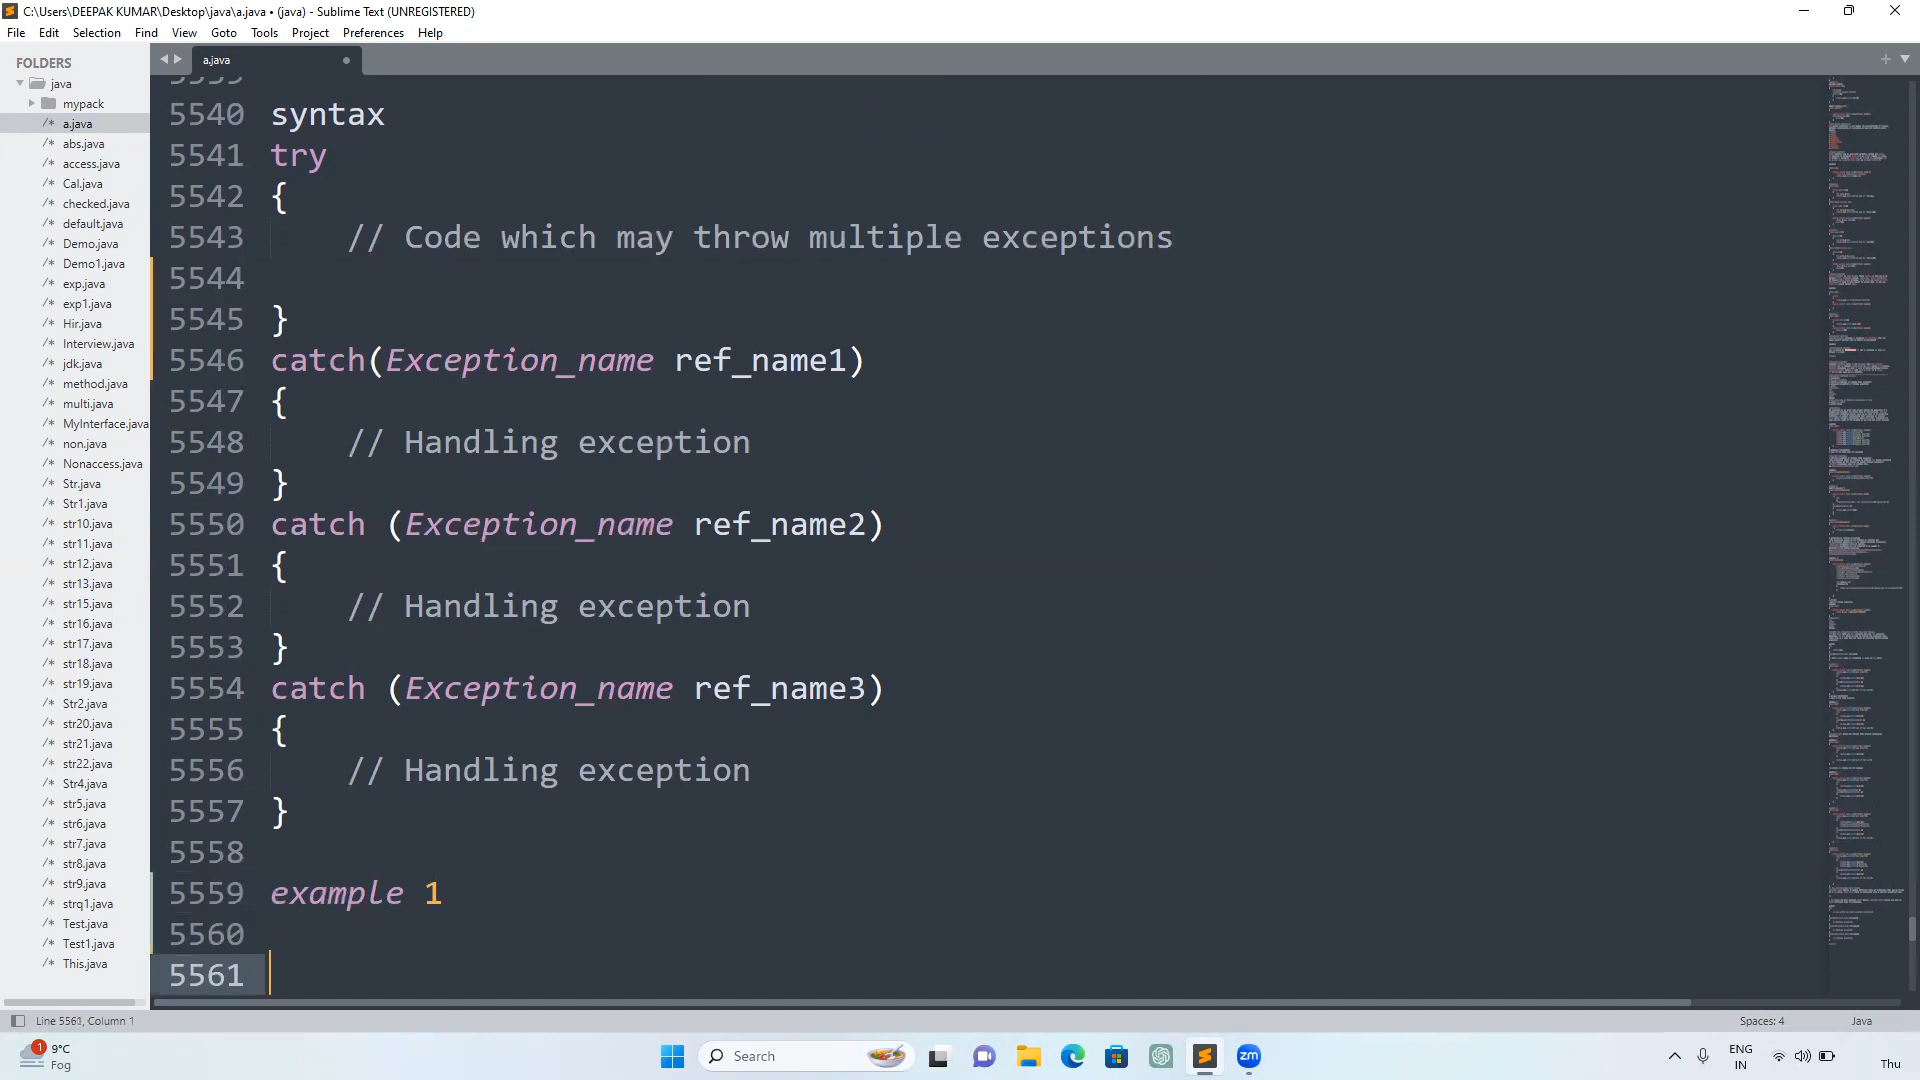 C:\Users\DEEPAK KUMAR\Desktop\java\a.java • (java) - Sublime Text (UNREGISTERED)
File Edit Selection Find View Goto Tools Project Preferences Help
FOLDERS
java
mypack
/* a.java
/* abs.java
/* access.java
/* Cal.java
/* checked.java
/* default.java
/* Demo.java
/* Demo1.java
/* exp.java
/* exp1.java
/* Hir.java
/* Interview.java
/* jdk.java
/* method.java
/* multi.java
/* MyInterface.java
/* non.java
/* Nonaccess.java
/* Str.java
/* Str1.java
/* str10.java
/* str11.java
/* str12.java
/* str13.java
/* str15.java
/* str16.java
/* str17.java
/* str18.java
/* str19.java
/* Str2.java
/* str20.java
/* str21.java
/* str22.java
/* Str4.java
/* str5.java
/* str6.java
/* str7.java
/* str8.java
/* str9.java
/* strq1.java
/* Test.java
/* Test1.java
/* This.java
a.java
5540 syntax
5541 try
5542 {
5543 // Code which may throw multiple exceptions
5544
5545 }
5546 catch(Exception_name ref_name1)
5547 {
5548 // Handling exception
5549 }
5550 catch (Exception_name ref_name2)
5551 {
5552 // Handling exception
5553 }
5554 catch (Exception_name ref_name3)
5555 {
5556 // Handling exception
5557 }
5558
5559 example 1
5560
5561
Line 5561, Column 1
Spaces: 4 Java
1
9°C
Fog
Search
zm
ENG
IN
Thu